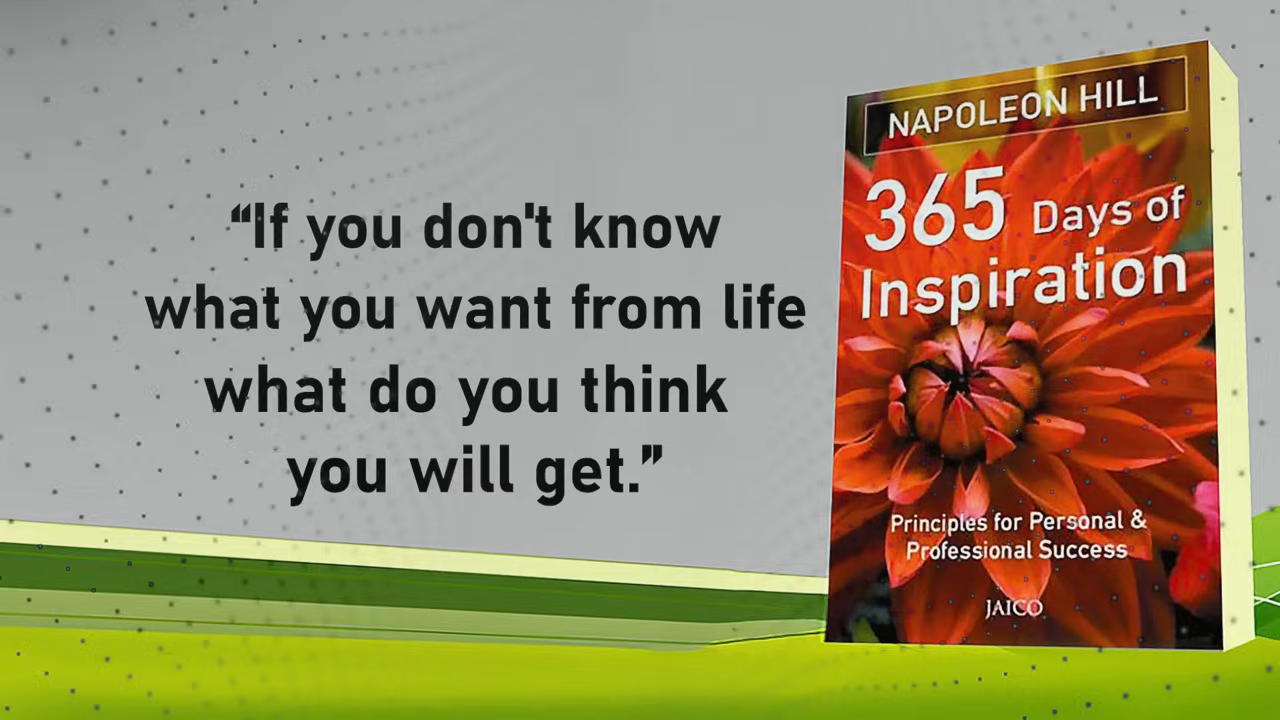 “If you don't know
what you want from life
what do you think
you will get.”
NAPOLEON HILL
365 Days of
Inspiration
Principles for Personal &
Professional Success
JAICO